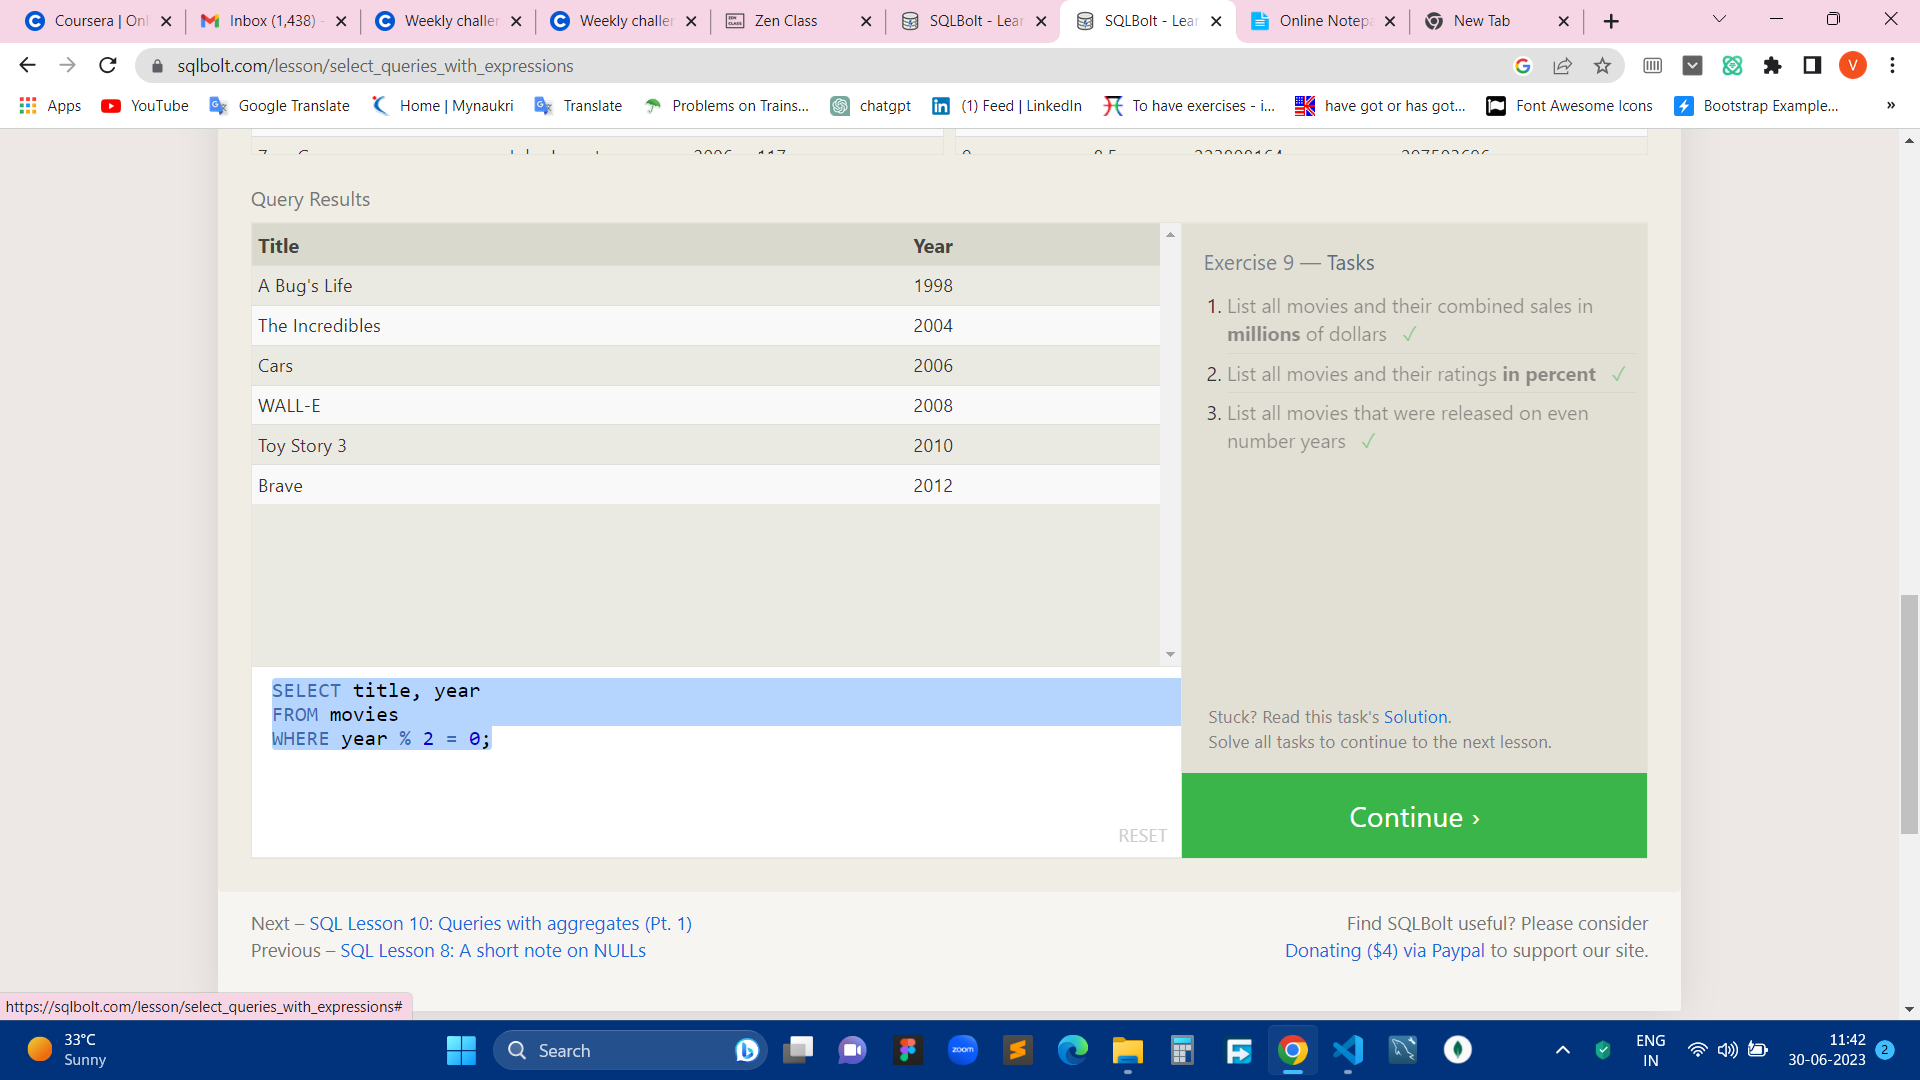 Coursera | Onl
Inbox (1,438) -
Weekly challen
Weekly challen
Zen Class
SQLBolt - Lear
SQLBolt - Lear
Online Notepa
New Tab
sqlbolt.com/lesson/select_queries_with_expressions
V
Apps
YouTube
Google Translate
Home | Mynaukri
Translate
Problems on Trains...
chatgpt
(1) Feed | LinkedIn
To have exercises - i...
have got or has got...
Font Awesome Icons
Bootstrap Example...
»
Query Results
Title Year
A Bug's Life 1998
The Incredibles 2004
Cars 2006
WALL-E 2008
Toy Story 3 2010
Brave 2012
Exercise 9 — Tasks
1. List all movies and their combined sales in
millions of dollars ✓
2. List all movies and their ratings in percent ✓
3. List all movies that were released on even
number years ✓
SELECT title, year
FROM movies
WHERE year % 2 = 0;
RESET
Stuck? Read this task's Solution.
Solve all tasks to continue to the next lesson.
Continue ›
Next – SQL Lesson 10: Queries with aggregates (Pt. 1)
Previous – SQL Lesson 8: A short note on NULLs
Find SQLBolt useful? Please consider
Donating ($4) via Paypal to support our site.
https://sqlbolt.com/lesson/select_queries_with_expressions#
33°C
Sunny
Search
zoom
ENG
IN
11:42
30-06-2023
2